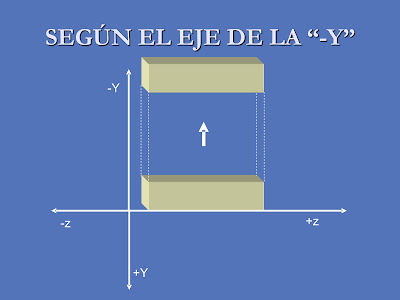 SEGÚN EL EJE DE LA “-Y”
-Y
-z
+z
+Y